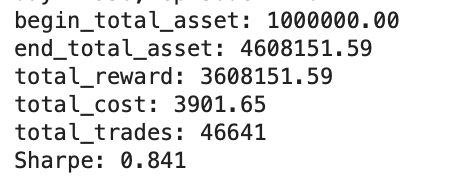 begin_total_asset: 1000000.00
end_total_asset: 4608151.59
total_reward: 3608151.59
total_cost: 3901.65
total_trades: 46641
Sharpe: 0.841